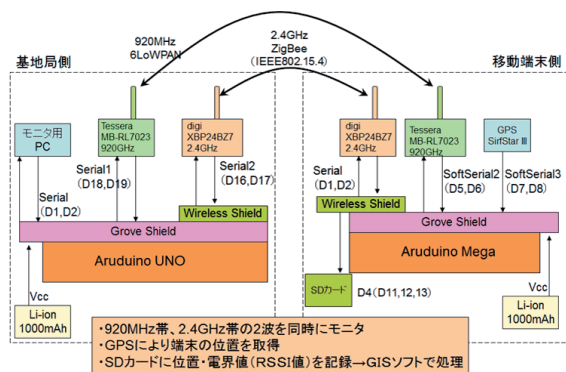 920MHz
6LoWPAN
2.4GHz
ZigBee
(IEEE802.15.4)
基地局側
移動端末側
モニタ用
PC
Tessera
MB-RL7023
920GHz
digi
XBP24BZ7
2.4GHz
digi
XBP24BZ7
2.4GHz
Tessera
MB-RL7023
920GHz
GPS
SirfStar III
Serial
(D1,D2)
Serial1
(D18,D19)
Serial2
(D16,D17)
Serial
(D1,D2)
SoftSerial2
(D5,D6)
SoftSerial3
(D7,D8)
Wireless Shield
Wireless Shield
Grove Shield
Grove Shield
Aruduino UNO
Aruduino Mega
Vcc
Li-ion
1000mAh
SDカード
D4(D11,12,13)
Vcc
Li-ion
1000mAh
・920MHz帯、2.4GHz帯の2波を同時にモニタ
・GPSにより端末の位置を取得
・SDカードに位置・電界値(RSSI値)を記録→GISソフトで処理